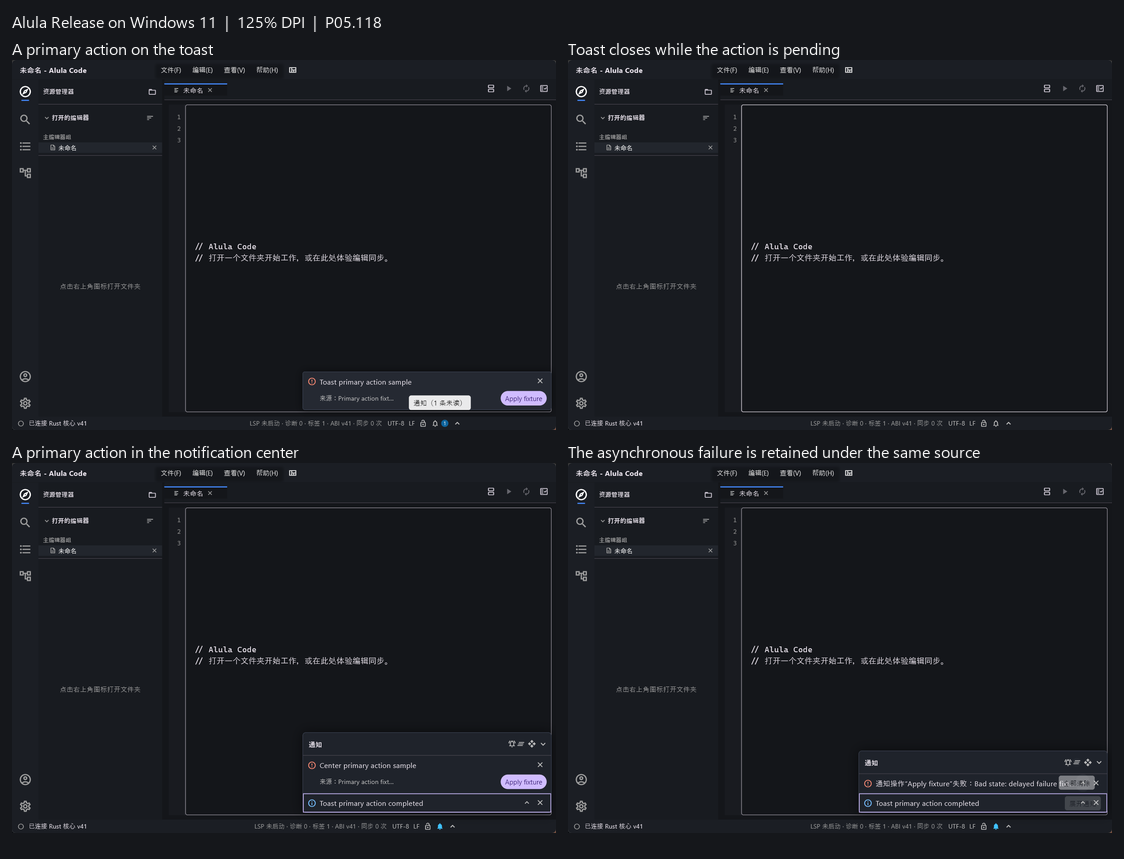 Alula Release on Windows 11 | 125% DPI | P05.118
A primary action on the toast
未命名 - Alula Code 文件(F) 编辑(E) 查看(V) 帮助(H)
资源管理器 未命名
打开的编辑器 1
主编辑器组 2
未命名 3
// Alula Code
// 打开一个文件夹开始工作，或在此处体验编辑同步。
点击右上角图标打开文件夹
Toast primary action sample
来源：Primary action fixt... 通知（1 条未读） Apply fixture
已连接 Rust 核心 v41 LSP 未启动 · 诊断 0 · 标签 1 · ABI v41 · 同步 0 次 UTF-8 LF 1
Toast closes while the action is pending
未命名 - Alula Code 文件(F) 编辑(E) 查看(V) 帮助(H)
资源管理器 未命名
打开的编辑器 1
主编辑器组 2
未命名 3
// Alula Code
// 打开一个文件夹开始工作，或在此处体验编辑同步。
点击右上角图标打开文件夹
已连接 Rust 核心 v41 LSP 未启动 · 诊断 0 · 标签 1 · ABI v41 · 同步 0 次 UTF-8 LF
A primary action in the notification center
未命名 - Alula Code 文件(F) 编辑(E) 查看(V) 帮助(H)
资源管理器 未命名
打开的编辑器 1
主编辑器组 2
未命名 3
// Alula Code
// 打开一个文件夹开始工作，或在此处体验编辑同步。
点击右上角图标打开文件夹
通知
Center primary action sample
来源：Primary action fixt... Apply fixture
Toast primary action completed
已连接 Rust 核心 v41 LSP 未启动 · 诊断 0 · 标签 1 · ABI v41 · 同步 0 次 UTF-8 LF
The asynchronous failure is retained under the same source
未命名 - Alula Code 文件(F) 编辑(E) 查看(V) 帮助(H)
资源管理器 未命名
打开的编辑器 1
主编辑器组 2
未命名 3
// Alula Code
// 打开一个文件夹开始工作，或在此处体验编辑同步。
点击右上角图标打开文件夹
通知
通知操作"Apply fixture"失败：Bad state: delayed failure
Toast primary action completed
已连接 Rust 核心 v41 LSP 未启动 · 诊断 0 · 标签 1 · ABI v41 · 同步 0 次 UTF-8 LF